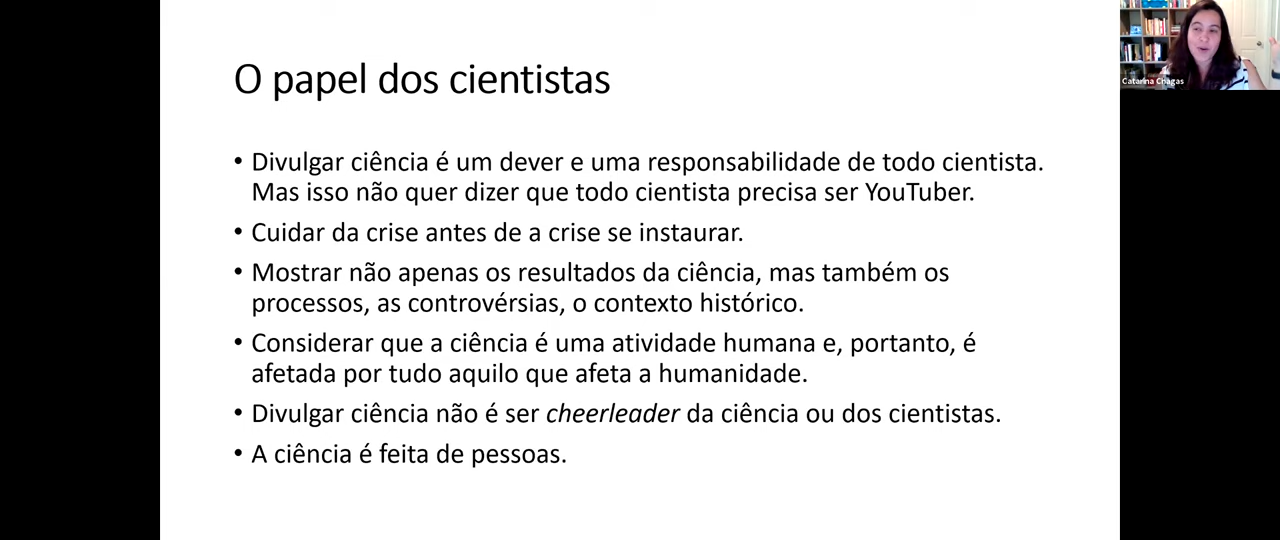 O papel dos cientistas
• Divulgar ciência é um dever e uma responsabilidade de todo cientista.
Mas isso não quer dizer que todo cientista precisa ser YouTuber.
• Cuidar da crise antes de a crise se instaurar.
• Mostrar não apenas os resultados da ciência, mas também os
processos, as controvérsias, o contexto histórico.
• Considerar que a ciência é uma atividade humana e, portanto, é
afetada por tudo aquilo que afeta a humanidade.
• Divulgar ciência não é ser cheerleader da ciência ou dos cientistas.
• A ciência é feita de pessoas.
Catarina Chagas